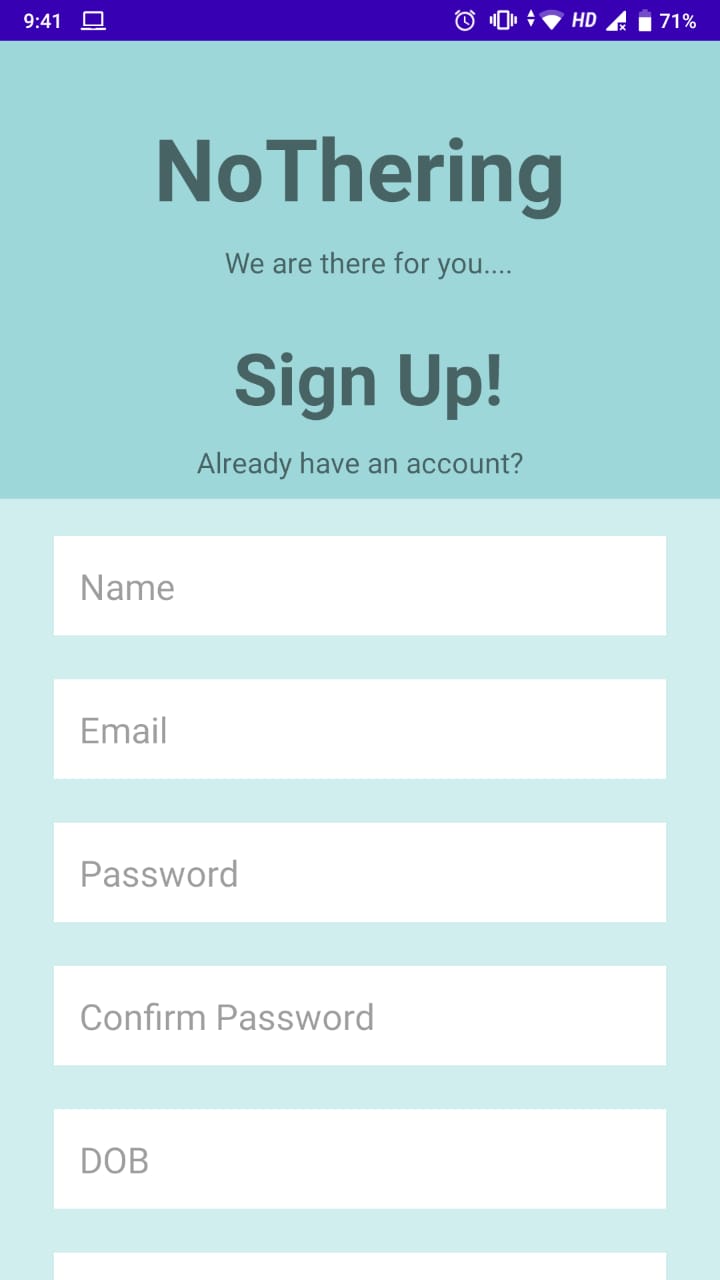 9:41 HD 71%
NoThering
We are there for you....
Sign Up!
Already have an account?
Name
Email
Password
Confirm Password
DOB